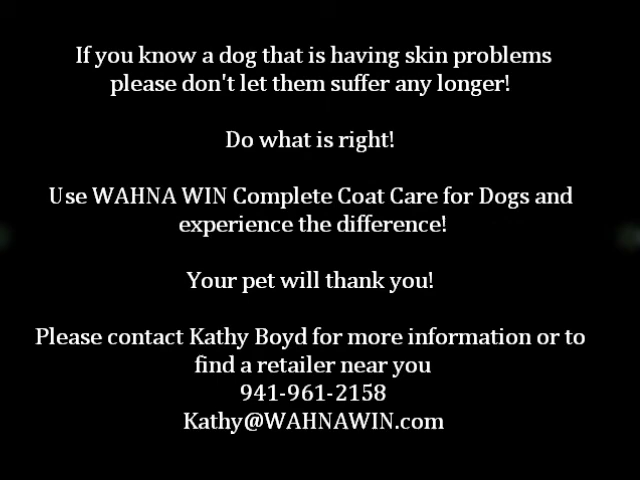 If you know a dog that is having skin problems
please don't let them suffer any longer!
Do what is right!
Use WAHNA WIN Complete Coat Care for Dogs and
experience the difference!
Your pet will thank you!
Please contact Kathy Boyd for more information or to
find a retailer near you
941-961-2158
Kathy@WAHNAWIN.com